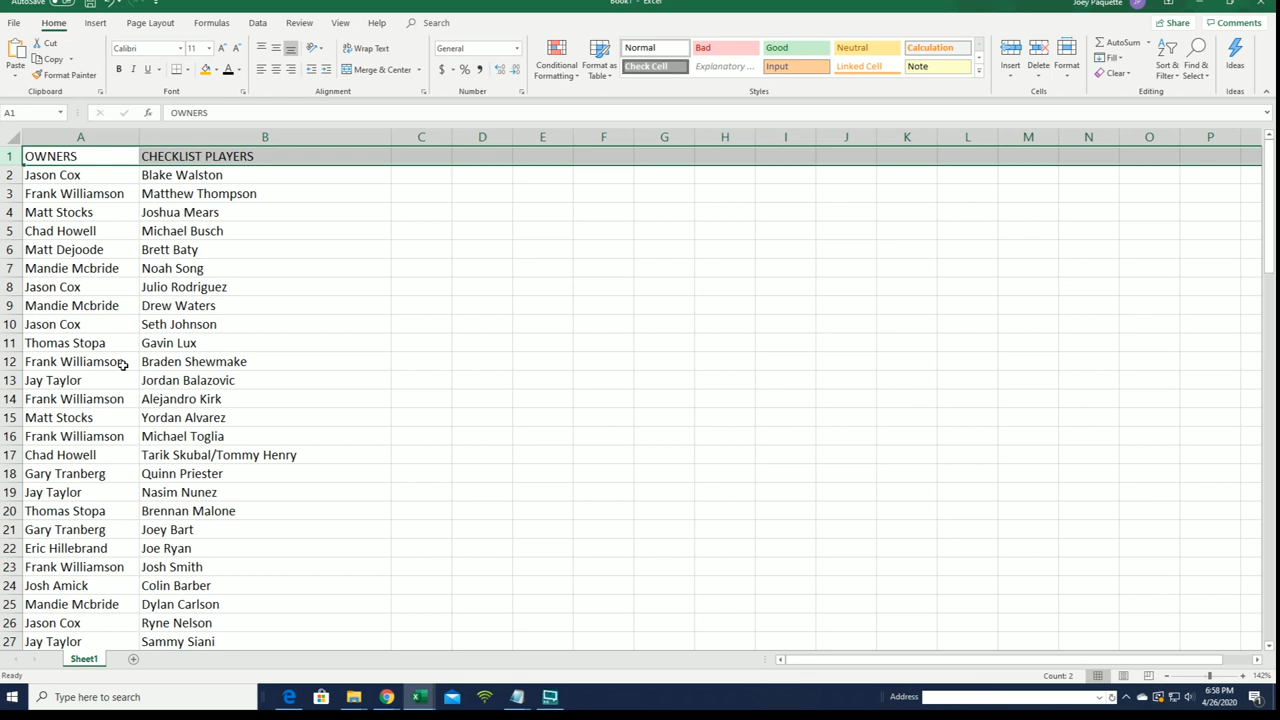 AutoSave Off Book1 - Excel Joey Paquette JP
File Home Insert Page Layout Formulas Data Review View Help Search Share Comments
Paste Cut Copy Format Painter Clipboard
Calibri 11 B I U Font
Wrap Text Merge & Center Alignment
General $ % Number
Conditional Formatting Format as Table
Normal Bad Good Neutral Calculation
Check Cell Explanatory ... Input Linked Cell Note
Styles
Insert Delete Format Cells
AutoSum Fill Clear Sort & Filter Find & Select Editing
Ideas Ideas
A1 fx OWNERS
A B C D E F G H I J K L M N O P
1 OWNERS CHECKLIST PLAYERS
2 Jason Cox Blake Walston
3 Frank Williamson Matthew Thompson
4 Matt Stocks Joshua Mears
5 Chad Howell Michael Busch
6 Matt Dejoode Brett Baty
7 Mandie Mcbride Noah Song
8 Jason Cox Julio Rodriguez
9 Mandie Mcbride Drew Waters
10 Jason Cox Seth Johnson
11 Thomas Stopa Gavin Lux
12 Frank Williamson Braden Shewmake
13 Jay Taylor Jordan Balazovic
14 Frank Williamson Alejandro Kirk
15 Matt Stocks Yordan Alvarez
16 Frank Williamson Michael Toglia
17 Chad Howell Tarik Skubal/Tommy Henry
18 Gary Tranberg Quinn Priester
19 Jay Taylor Nasim Nunez
20 Thomas Stopa Brennan Malone
21 Gary Tranberg Joey Bart
22 Eric Hillebrand Joe Ryan
23 Frank Williamson Josh Smith
24 Josh Amick Colin Barber
25 Mandie Mcbride Dylan Carlson
26 Jason Cox Ryne Nelson
27 Jay Taylor Sammy Siani
Sheet1
Ready Count: 2 142%
Type here to search Address 6:58 PM
4/26/2020